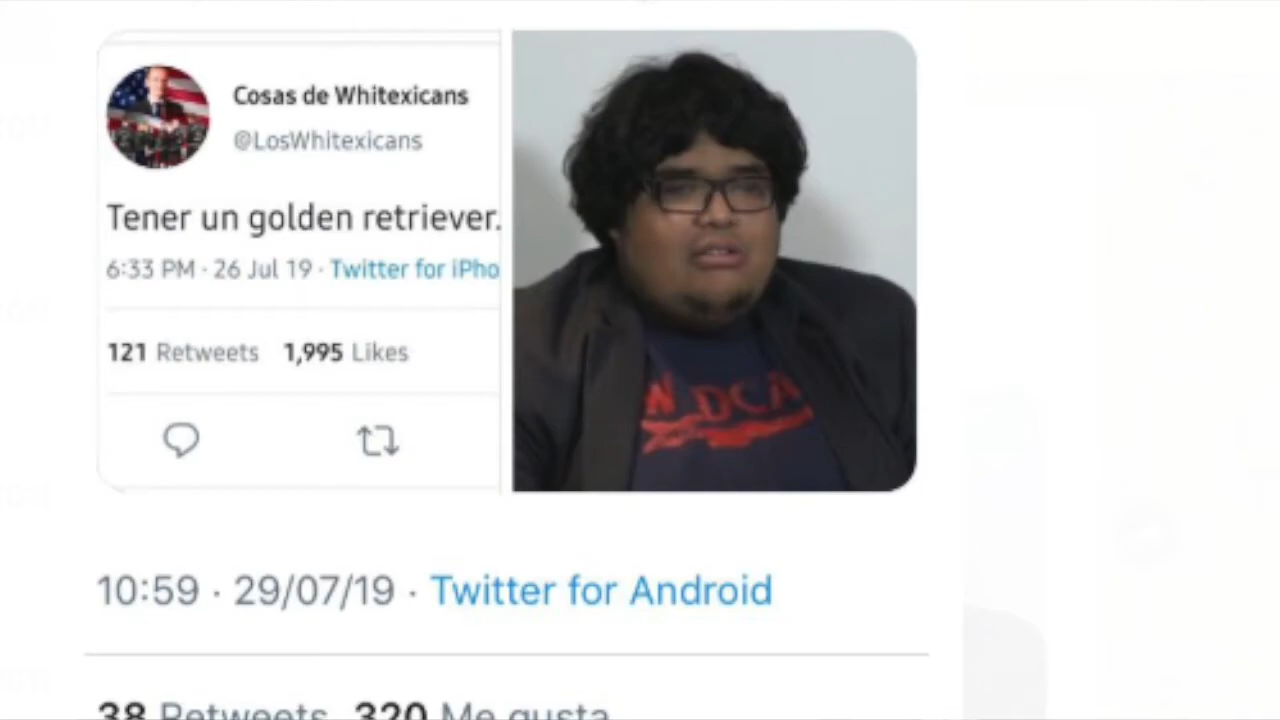 Cosas de Whitexicans
@LosWhitexicans
Tener un golden retriever.
6:33 PM · 26 Jul 19 · Twitter for iPho
121 Retweets 1,995 Likes
W DCA
10:59 · 29/07/19 · Twitter for Android
38 Retweets 320 Me gusta